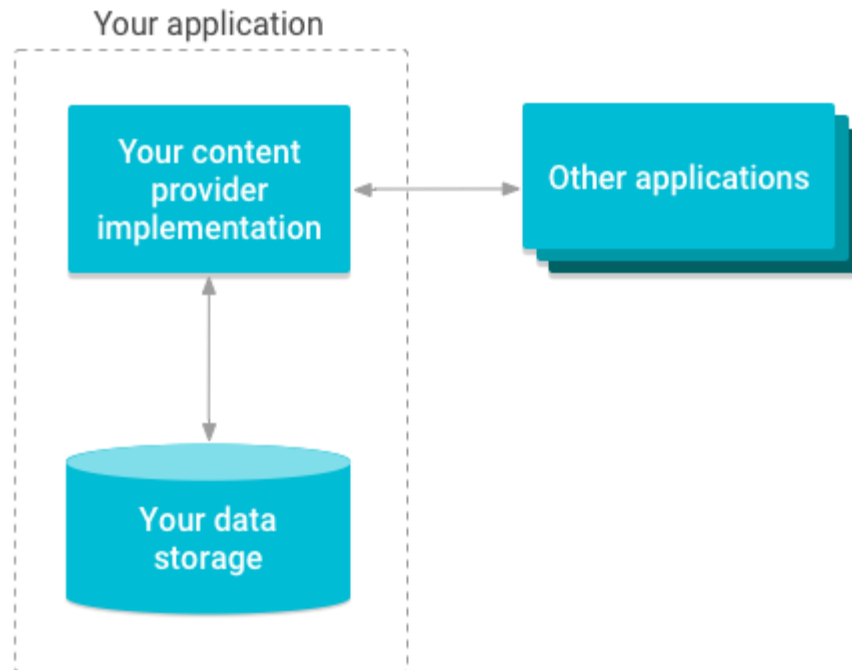 Your application
Your content
provider
implementation
Other applications
Your data
storage